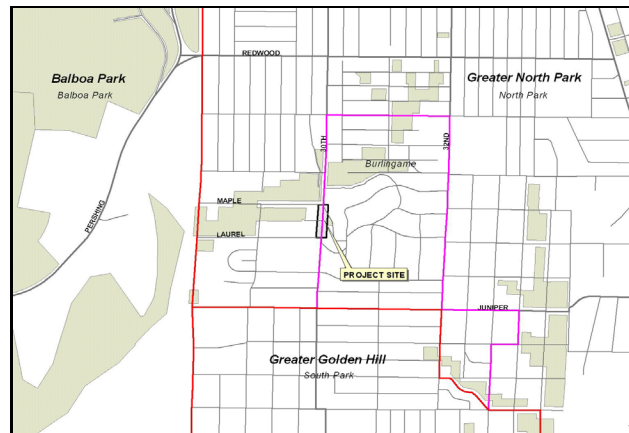 REDWOOD
Balboa Park
Balboa Park
Greater North Park
North Park
30TH
32ND
Burlingame
MAPLE
PERSHING
LAUREL
PROJECT SITE
JUNIPER
Greater Golden Hill
South Park